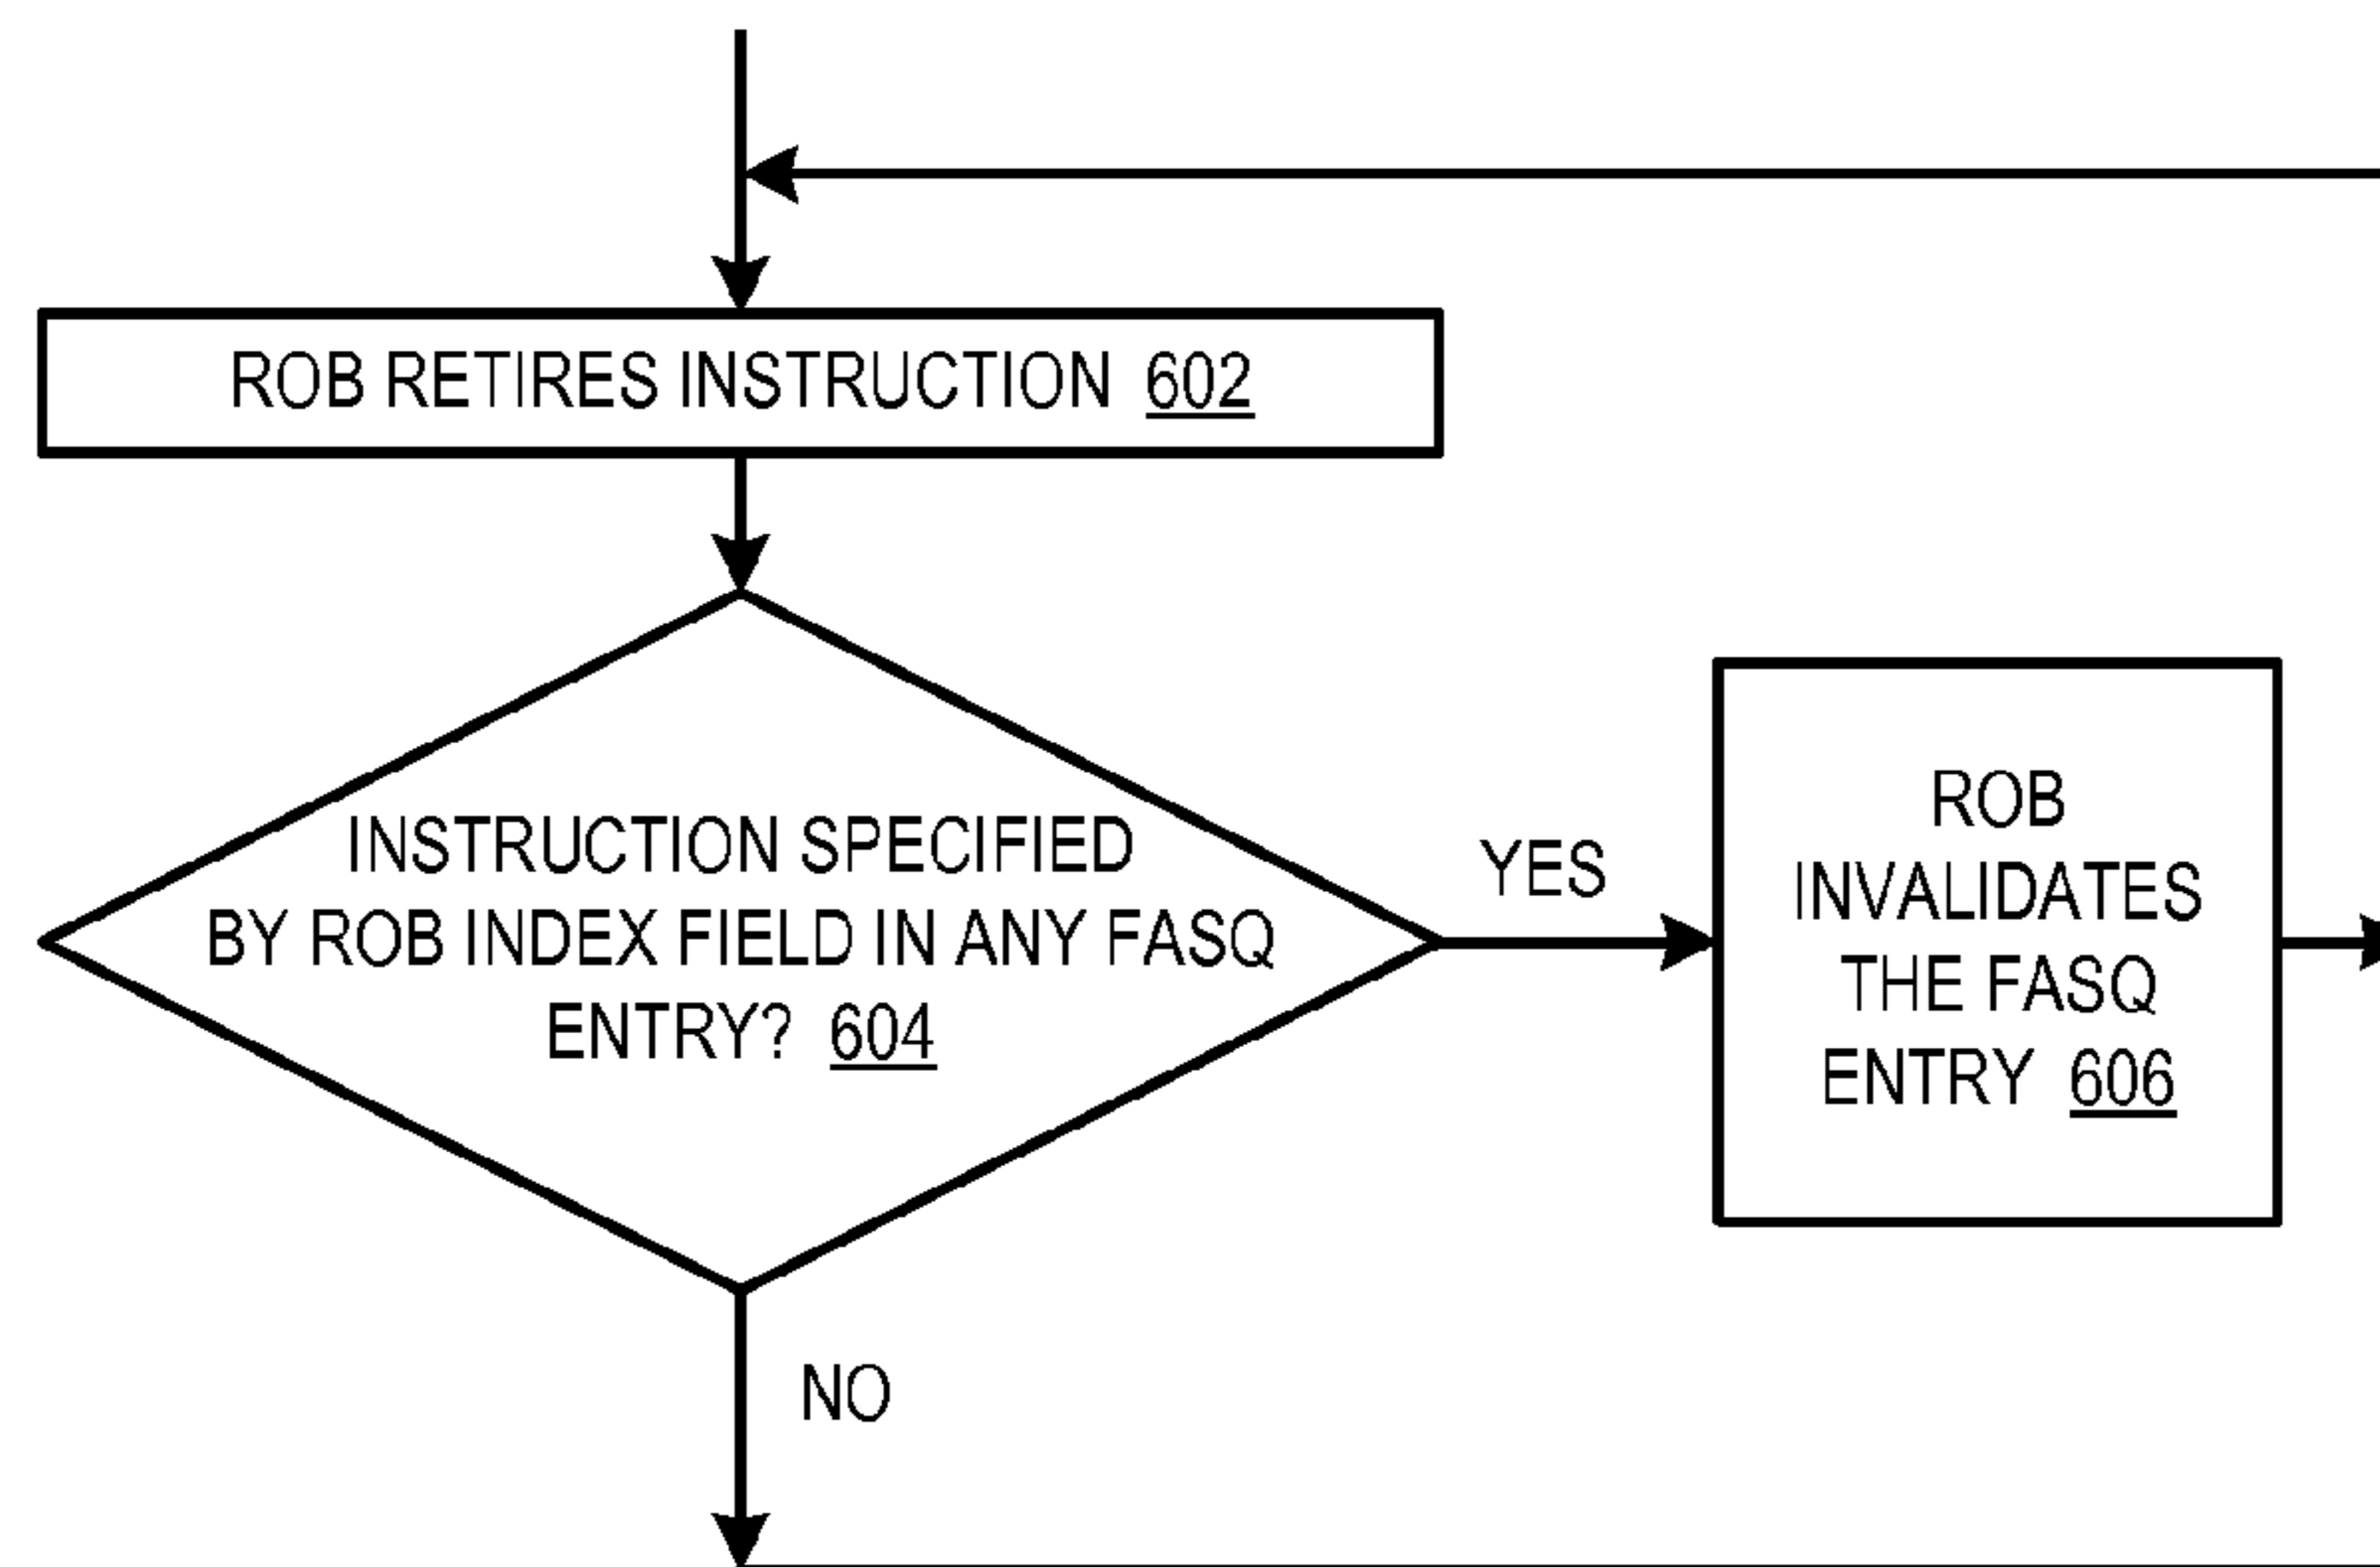 ROB RETIRES INSTRUCTION 602
INSTRUCTION SPECIFIED
BY ROB INDEX FIELD IN ANY FASQ
ENTRY? 604
YES
ROB
INVALIDATES
THE FASQ
ENTRY 606
NO